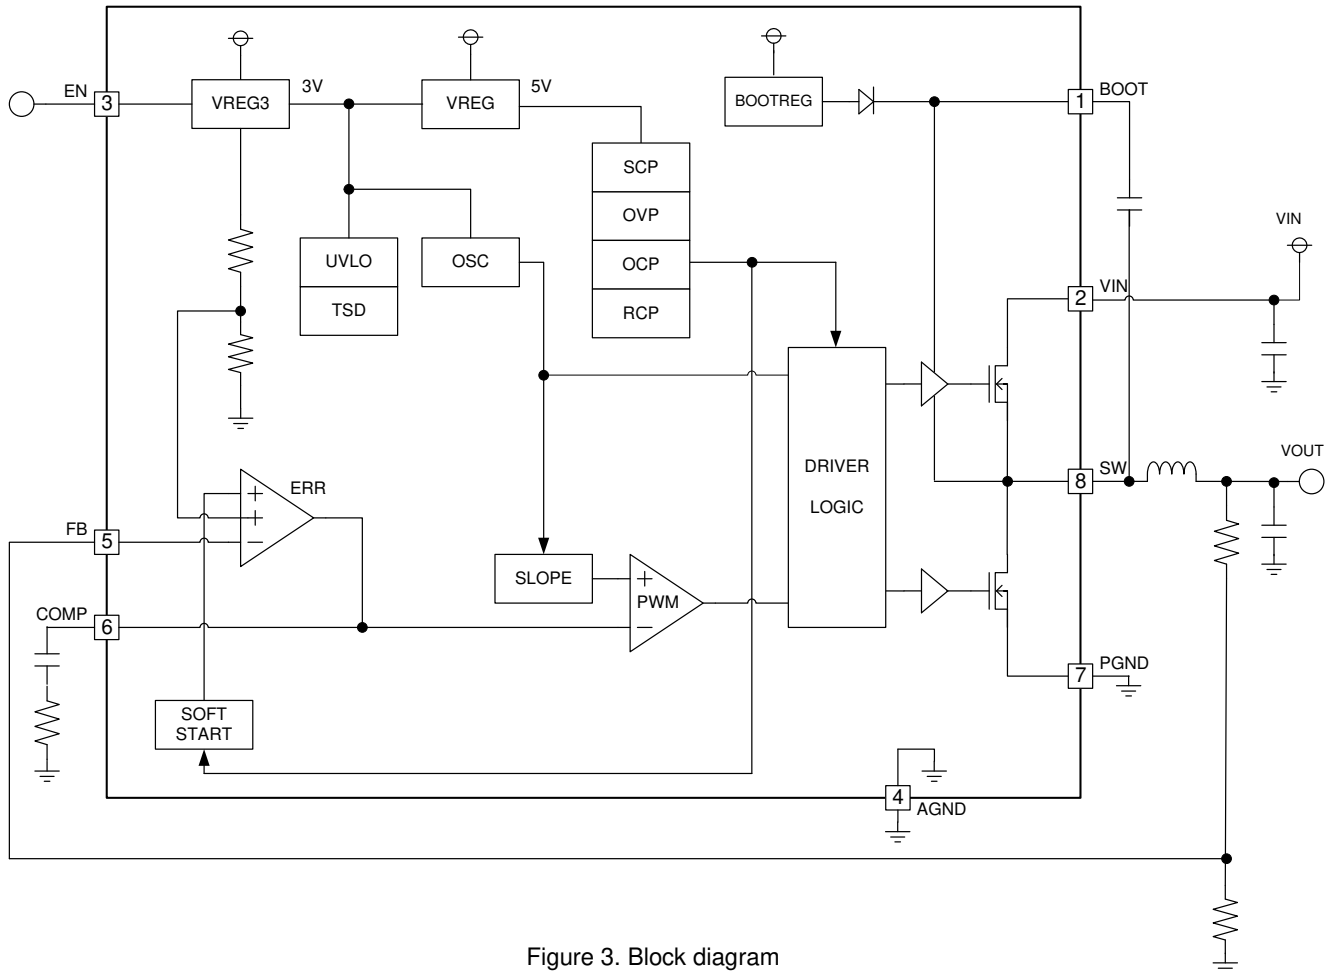 EN
3
VREG3
3V
VREG
5V
BOOTREG
1
BOOT
SCP
OVP
OCP
RCP
UVLO
TSD
OSC
VIN
2
VIN
DRIVER
LOGIC
ERR
+
+
−
FB
5
8
SW
VOUT
SLOPE
+
PWM
−
COMP
6
7
PGND
SOFT
START
4
AGND
Figure 3. Block diagram